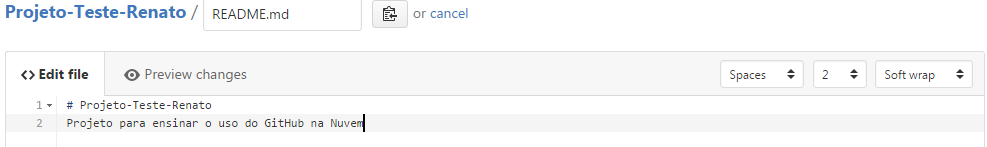 Projeto-Teste-Renato / README.md or cancel
<> Edit file Preview changes Spaces 2 Soft wrap
1 # Projeto-Teste-Renato
2 Projeto para ensinar o uso do GitHub na Nuvem